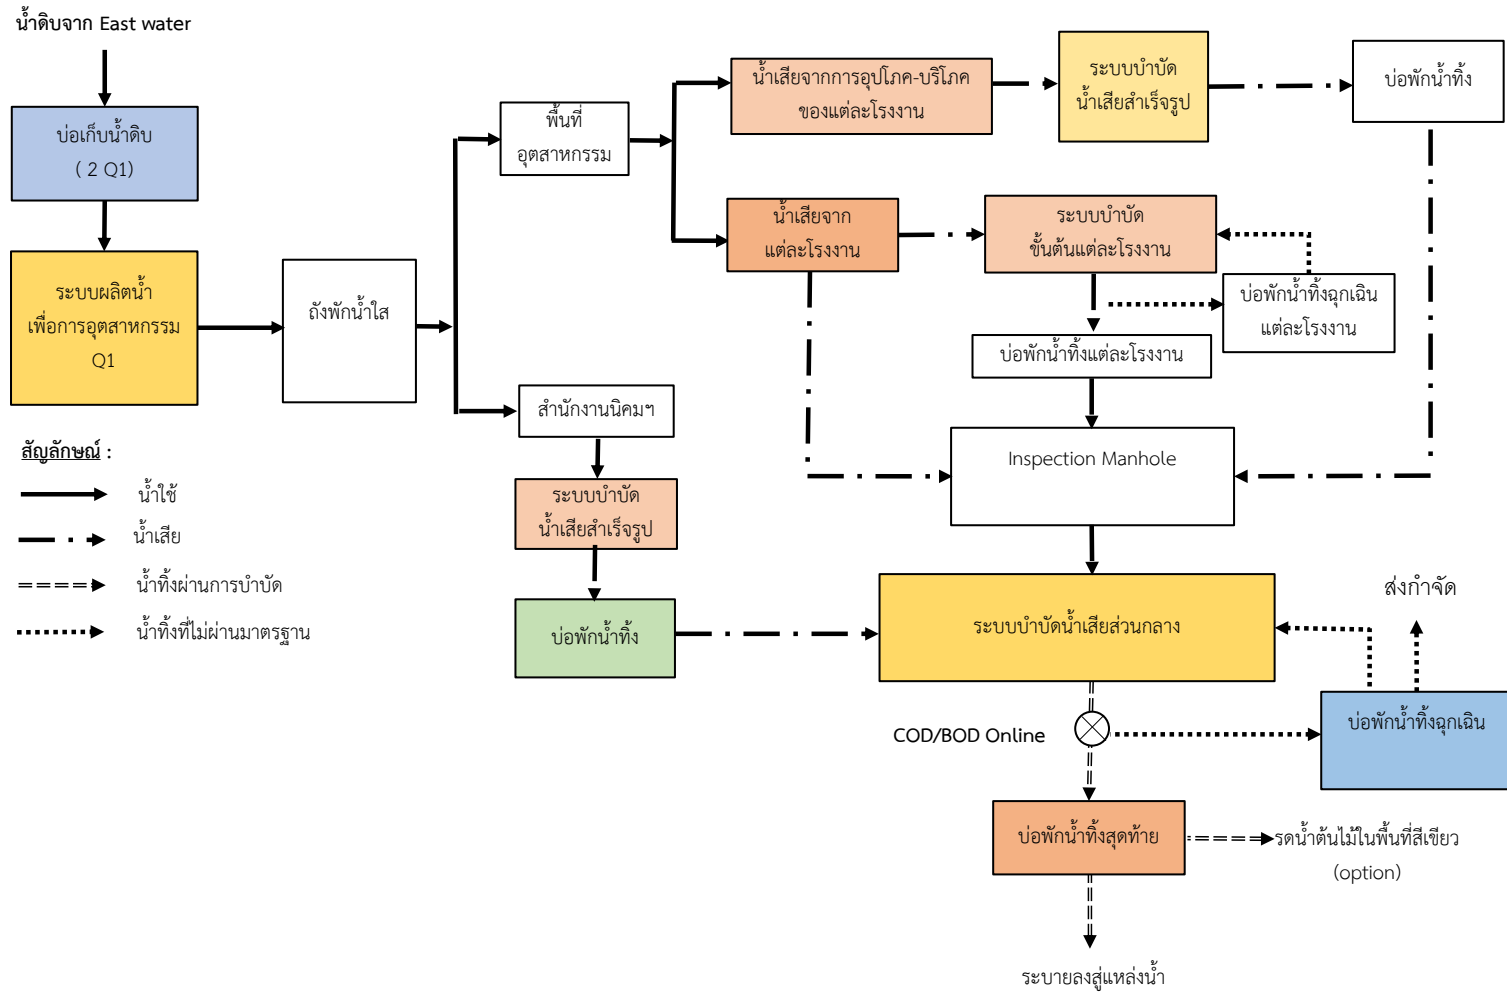 น้ำดิบจาก East water
บ่อเก็บน้ำดิบ
( 2 Q1)
ระบบผลิตน้ำ
เพื่อการอุตสาหกรรม
Q1
ถังพักน้ำใส
พื้นที่
อุตสาหกรรม
น้ำเสียจากการอุปโภค-บริโภค
ของแต่ละโรงงาน
ระบบบำบัด
น้ำเสียสำเร็จรูป
บ่อพักน้ำทิ้ง
น้ำเสียจาก
แต่ละโรงงาน
ระบบบำบัด
ขั้นต้นแต่ละโรงงาน
บ่อพักน้ำทิ้งฉุกเฉิน
แต่ละโรงงาน
บ่อพักน้ำทิ้งแต่ละโรงงาน
สำนักงานนิคมฯ
ระบบบำบัด
น้ำเสียสำเร็จรูป
บ่อพักน้ำทิ้ง
Inspection Manhole
ระบบบำบัดน้ำเสียส่วนกลาง
ส่งกำจัด
บ่อพักน้ำทิ้งฉุกเฉิน
COD/BOD Online
บ่อพักน้ำทิ้งสุดท้าย
รดน้ำต้นไม้ในพื้นที่สีเขียว
(option)
ระบายลงสู่แหล่งน้ำ
สัญลักษณ์ :
น้ำใช้
น้ำเสีย
น้ำทิ้งผ่านการบำบัด
น้ำทิ้งที่ไม่ผ่านมาตรฐาน